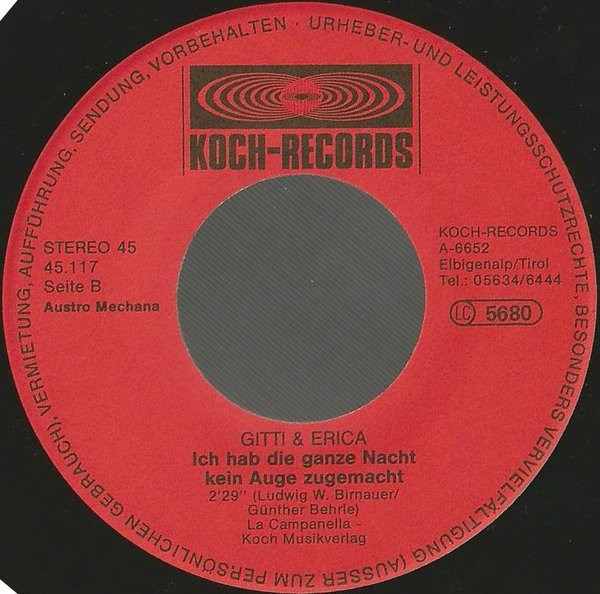 URHEBER- UND LEISTUNGSSCHUTZRECHTE, BESONDERS VERVIELFÄLTIGUNG (AUSSER ZUM PERSÖNLICHEN GEBRAUCH), VERMIETUNG, AUFFÜHRUNG, SENDUNG, VORBEHALTEN ·
KOCH-RECORDS
STEREO 45
45.117
Seite B
Austro Mechana
KOCH-RECORDS
A-6652
Elbigenalp/Tirol
Tel.: 05634/6444
LC 5680
GITTI & ERICA
Ich hab die ganze Nacht
kein Auge zugemacht
2'29'' (Ludwig W. Birnauer/
Günther Behrle)
La Campanella -
Koch Musikverlag